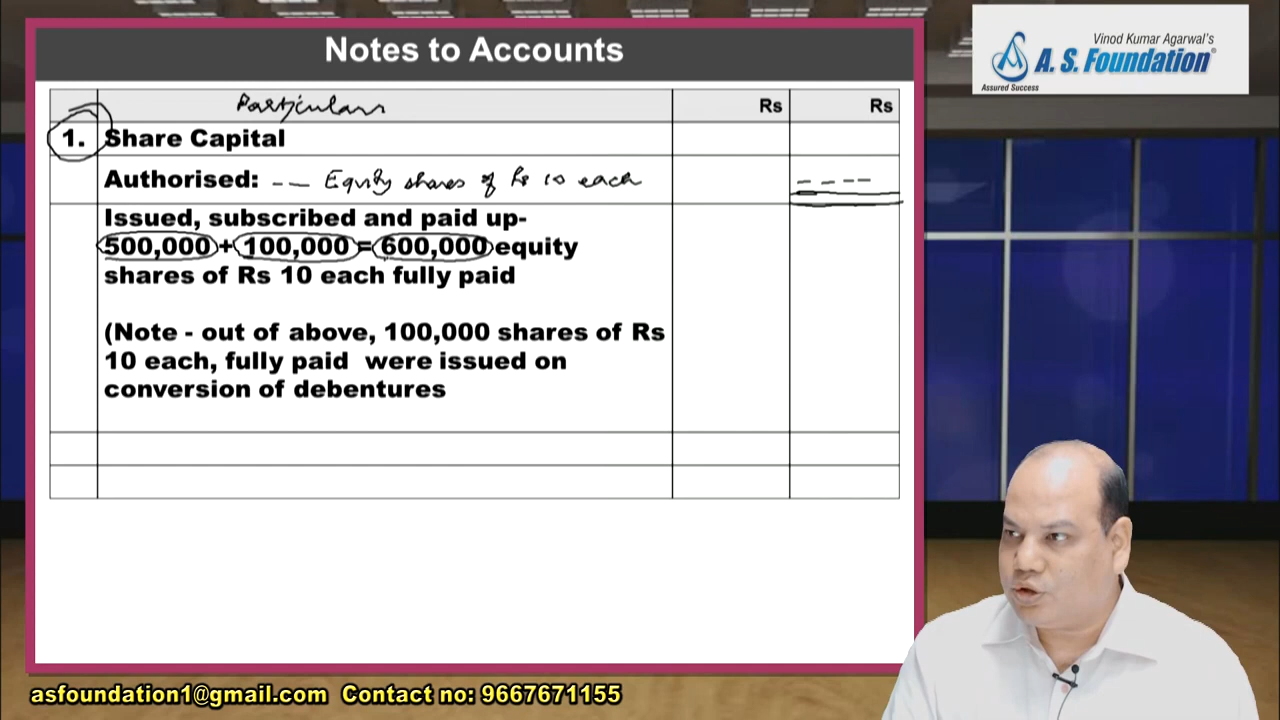 Notes to Accounts
Vinod Kumar Agarwal's
A. S. Foundation®
Assured Success
Particulars Rs Rs
1. Share Capital
Authorised: -- Equity shares of Rs 10 each ----
Issued, subscribed and paid up-
500,000 + 100,000 = 600,000 equity
shares of Rs 10 each fully paid
(Note - out of above, 100,000 shares of Rs
10 each, fully paid were issued on
conversion of debentures
asfoundation1@gmail.com Contact no: 9667671155